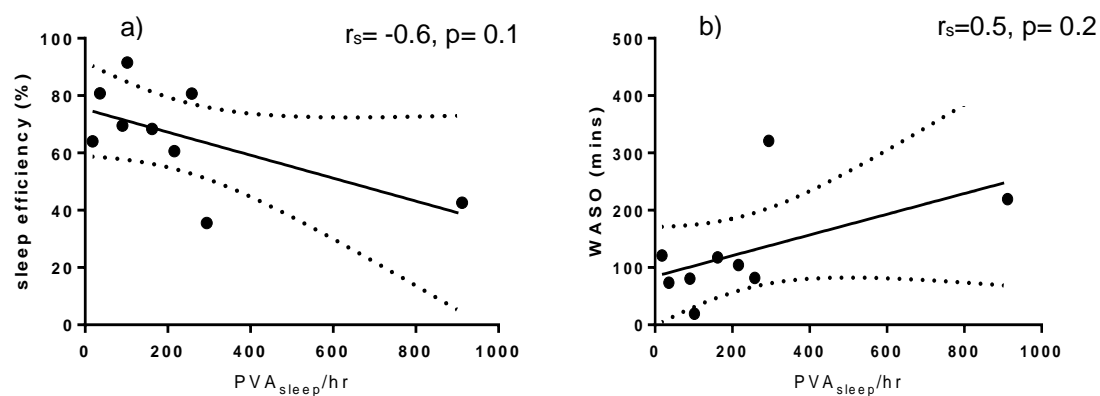 a)
rs= -0.6, p= 0.1
sleep efficiency (%)
100
80
60
40
20
0
0 200 400 600 800 1000
PVAsleep/hr
b)
rs=0.5, p= 0.2
WASO (mins)
500
400
300
200
100
0
0 200 400 600 800 1000
PVAsleep/hr